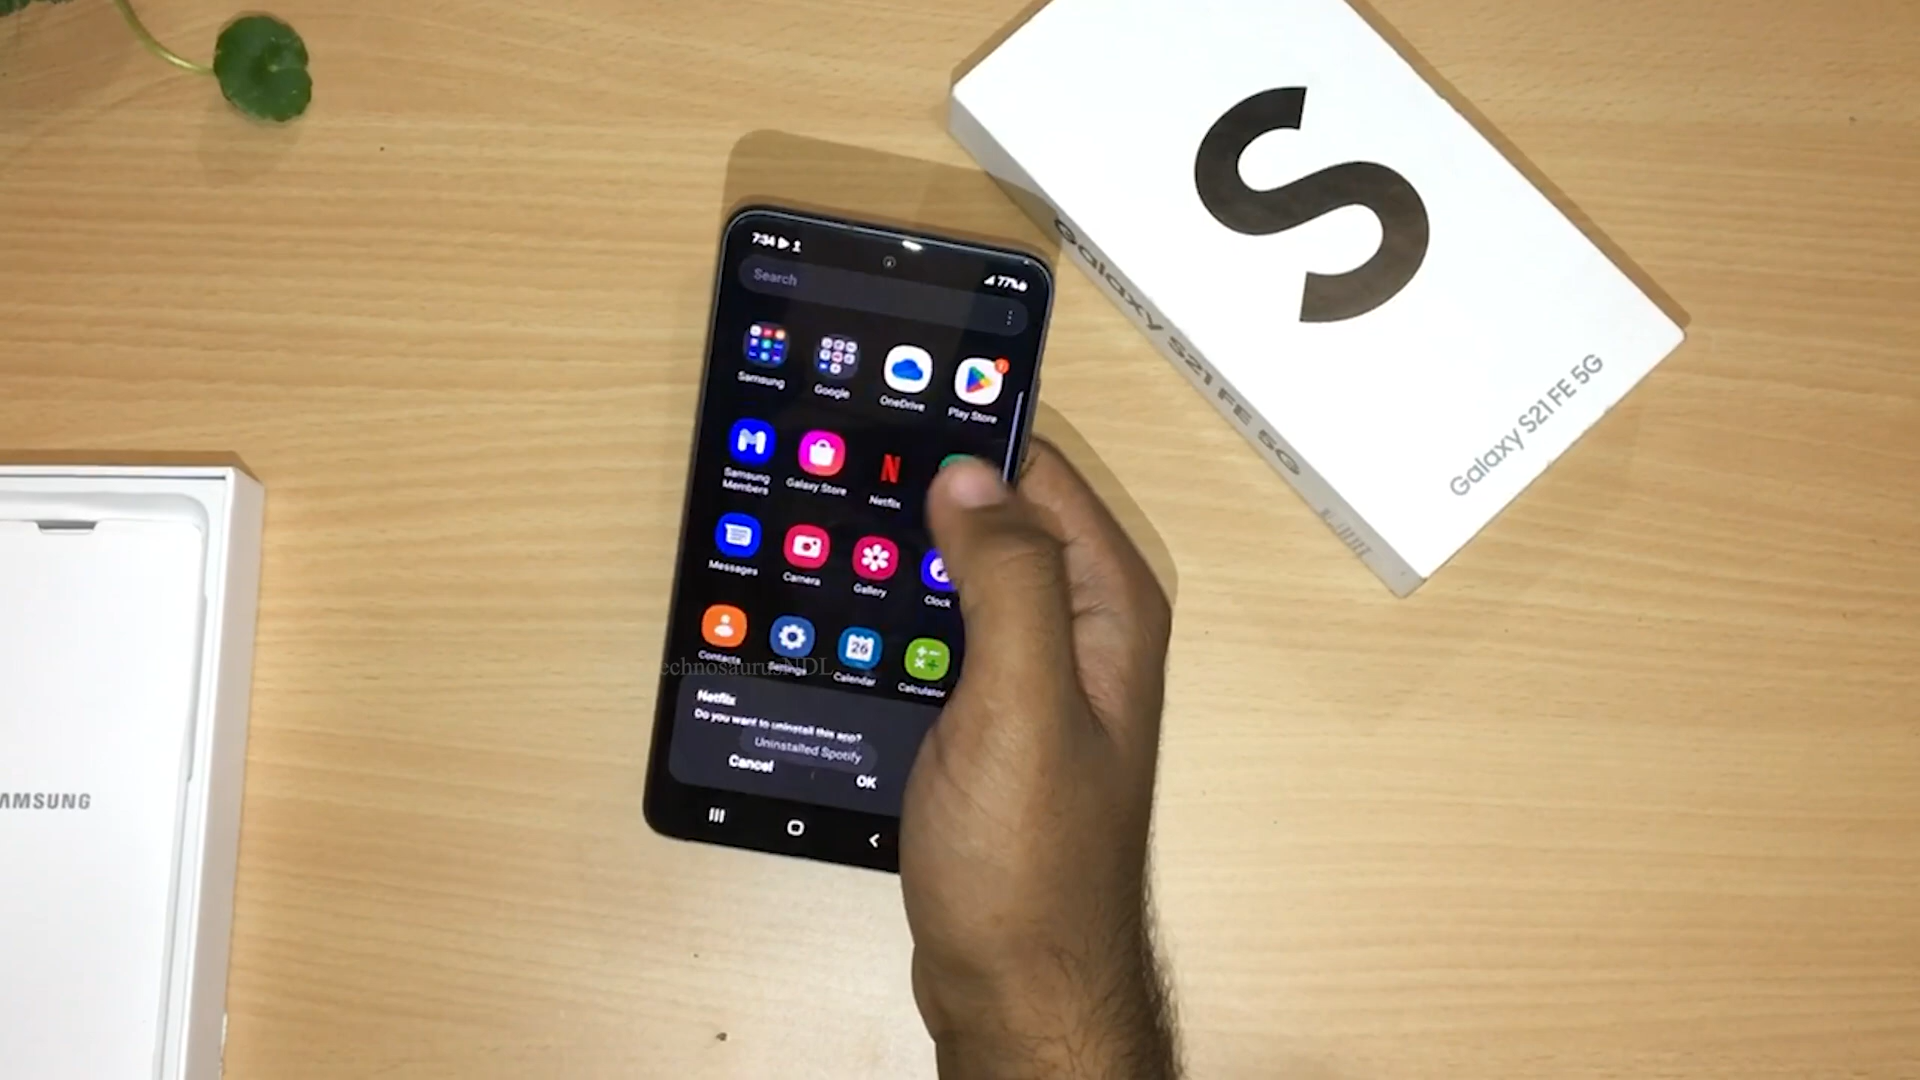 S
Galaxy S21 FE 5G
Galaxy S21 FE 5G
7:34
77%
Search
Samsung
Google
OneDrive
Play Store
Samsung
Members
Galaxy Store
Netflix
Messages
Camera
Gallery
Clock
Contacts
Settings
26
Calendar
Calculator
echnosaurusNDL
Netflix
Do you want to uninstall this app?
Uninstalled Spotify
Cancel
OK
AMSUNG